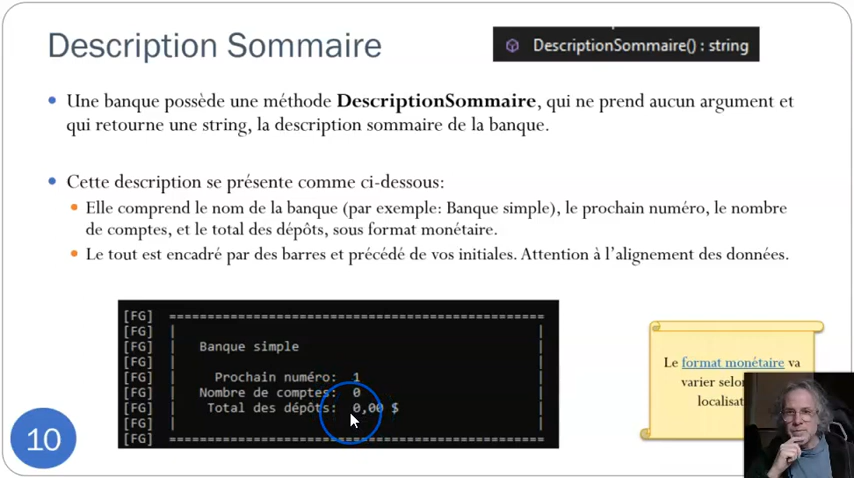 Description Sommaire
DescriptionSommaire() : string
Une banque possède une méthode DescriptionSommaire, qui ne prend aucun argument et
qui retourne une string, la description sommaire de la banque.
Cette description se présente comme ci-dessous:
Elle comprend le nom de la banque (par exemple: Banque simple), le prochain numéro, le nombre
de comptes, et le total des dépôts, sous format monétaire.
Le tout est encadré par des barres et précédé de vos initiales. Attention à l'alignement des données.
[FG] =================================================
[FG] | |
[FG] | Banque simple |
[FG] | |
[FG] | Prochain numéro: 1 |
[FG] | Nombre de comptes: 0 |
[FG] | Total des dépôts: 0,00 $ |
[FG] | |
[FG] =================================================
Le format monétaire va
varier selon
10